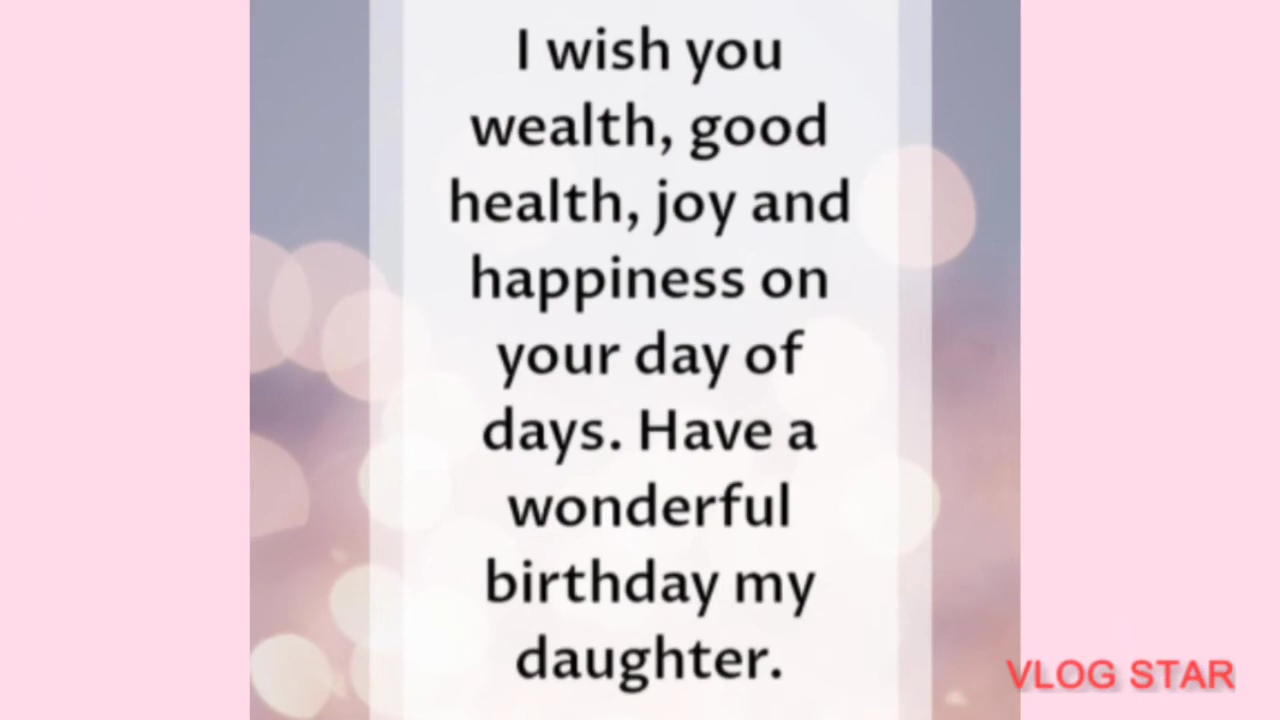 I wish you
wealth, good
health, joy and
happiness on
your day of
days. Have a
wonderful
birthday my
daughter.
VLOG STAR